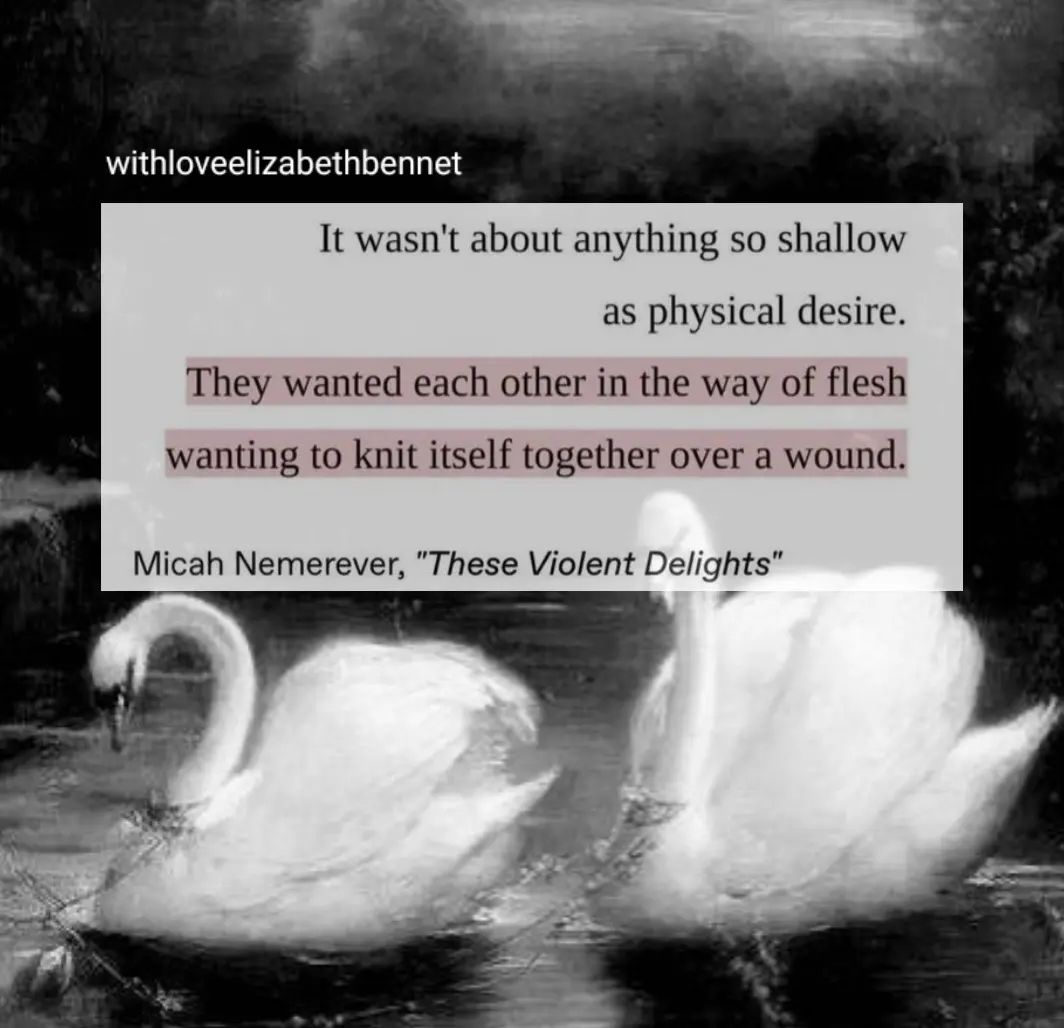 withloveelizabethbennet
It wasn't about anything so shallow
as physical desire.
They wanted each other in the way of flesh
wanting to knit itself together over a wound.
Micah Nemerever, "These Violent Delights"